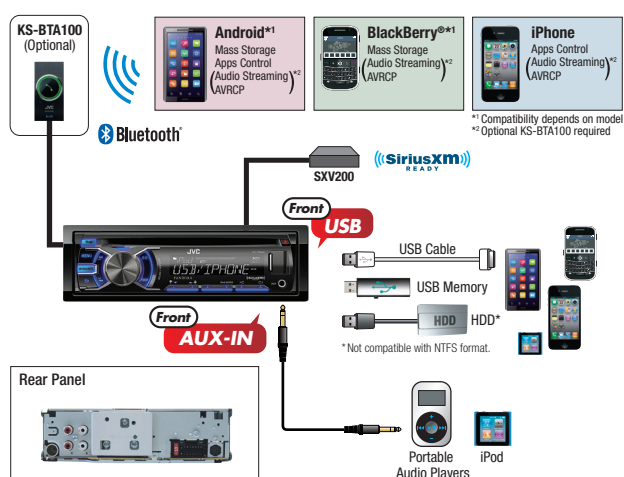 KS-BTA100
(Optional)
JVC
Bluetooth®
Android*1
Mass Storage
Apps Control
(Audio Streaming
AVRCP)*2
BlackBerry®*1
Mass Storage
(Audio Streaming
AVRCP)*2
iPhone
Apps Control
(Audio Streaming
AVRCP)*2
*1 Compatibility depends on model
*2 Optional KS-BTA100 required
SXV200
((SiriusXm))
READY
Front
USB
JVC
MENU
USB/IPHONE
Front
AUX-IN
USB Cable
USB Memory
HDD
HDD*
*Not compatible with NTFS format.
Rear Panel
MENU
Portable
Audio Players
iPod